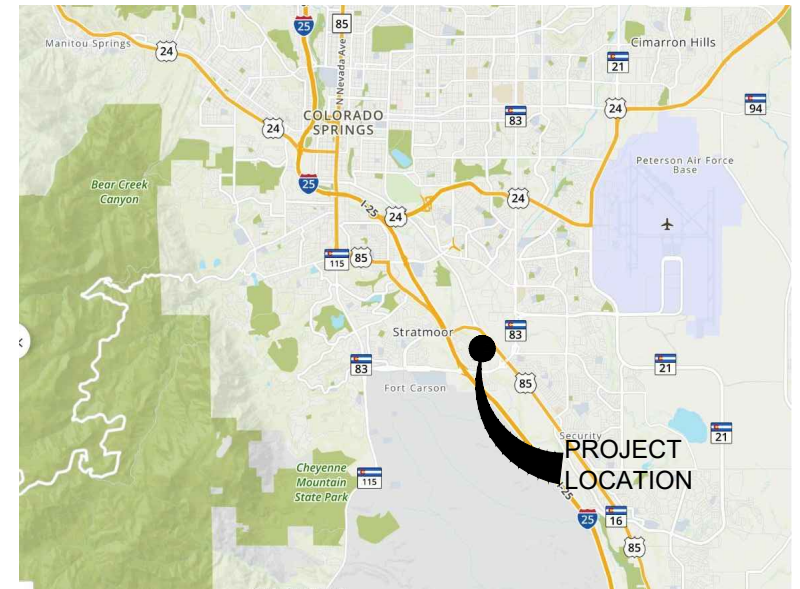 25
85
Manitou Springs
24
N Nevada Ave
Cimarron Hills
21
COLORADO
SPRINGS
24
83
24
94
Peterson Air Force
Base
Bear Creek
Canyon
25
I-25
24
24
115
85
Stratmoor
83
83
21
Fort Carson
85
21
Security
PROJECT
LOCATION
Cheyenne
Mountain
State Park
115
I-25
25
16
85